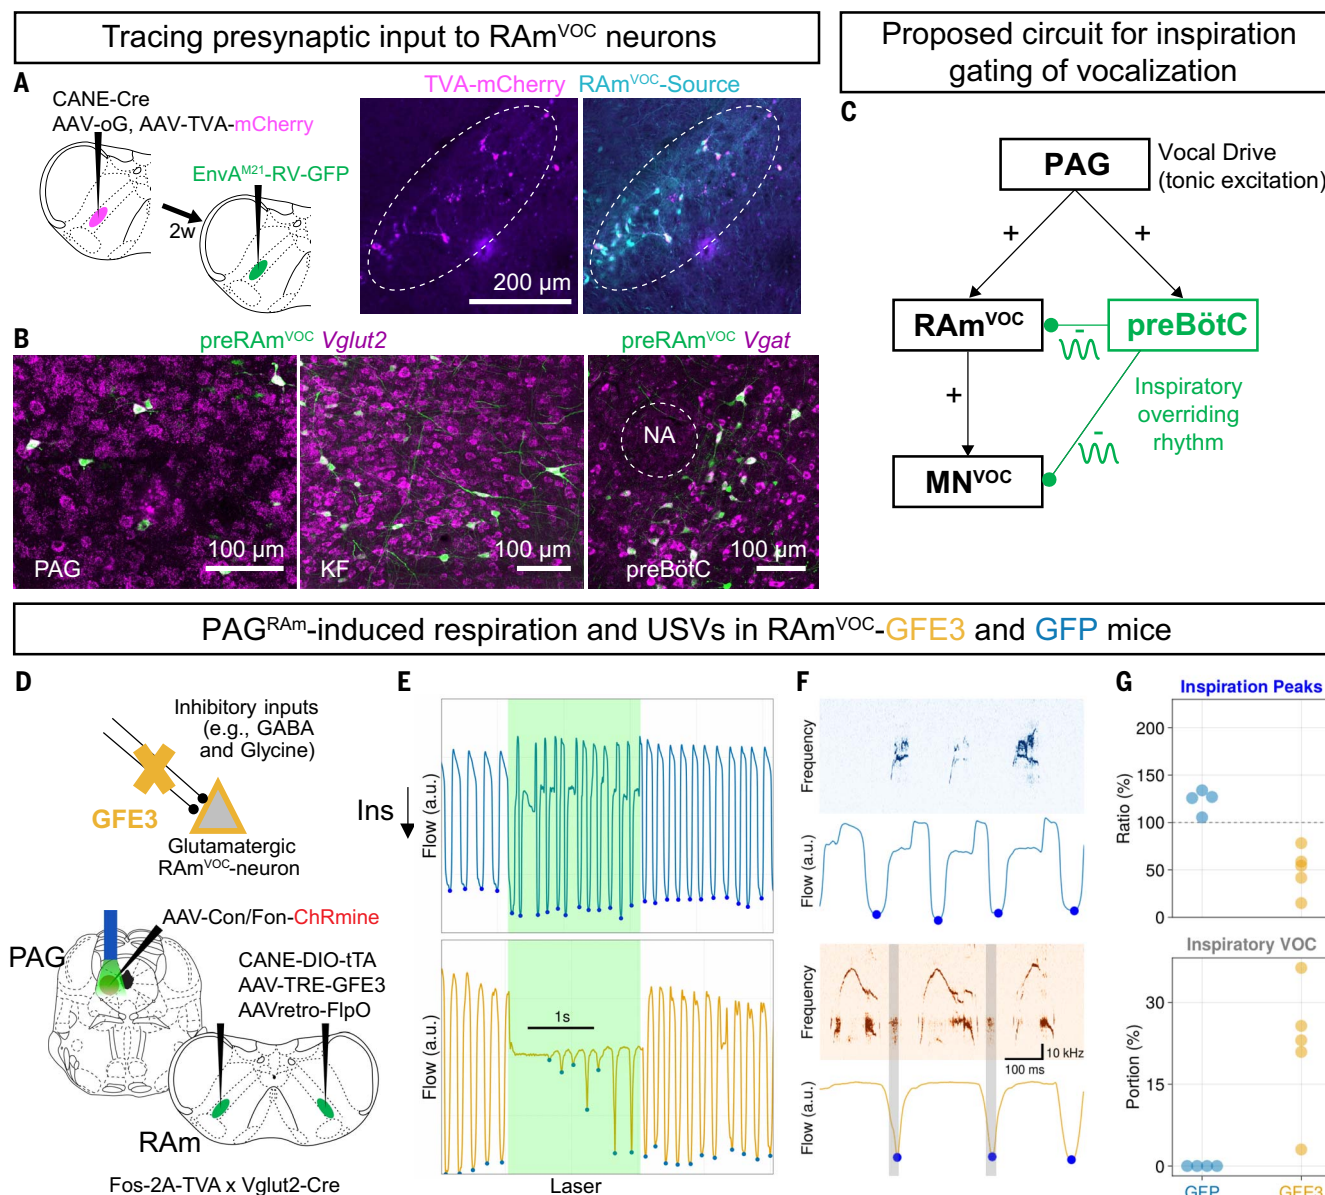 Tracing presynaptic input to RAmVOC neurons
Proposed circuit for inspiration
gating of vocalization
A
CANE-Cre
AAV-oG, AAV-TVA-mCherry
EnvAM21-RV-GFP
2w
TVA-mCherry RAmVOC-Source
200 µm
B
preRAmVOC Vglut2
preRAmVOC Vgat
PAG
100 µm
KF
100 µm
NA
preBötC
100 µm
C
PAG
Vocal Drive
(tonic excitation)
+
+
RAmVOC
-
preBötC
+
-
Inspiratory
overriding
rhythm
MNVOC
PAGRAm-induced respiration and USVs in RAmVOC-GFE3 and GFP mice
D
Inhibitory inputs
(e.g., GABA
and Glycine)
GFE3
Glutamatergic
RAmVOC-neuron
AAV-Con/Fon-ChRmine
PAG
CANE-DIO-tTA
AAV-TRE-GFE3
AAVretro-FlpO
RAm
Fos-2A-TVA x Vglut2-Cre
E
Ins
Flow (a.u.)
Flow (a.u.)
1s
Laser
F
Frequency
Flow (a.u.)
Frequency
10 kHz
100 ms
Flow (a.u.)
G
Inspiration Peaks
Ratio (%)
200
150
100
50
0
Inspiratory VOC
Portion (%)
30
15
0
GFP
GFE3